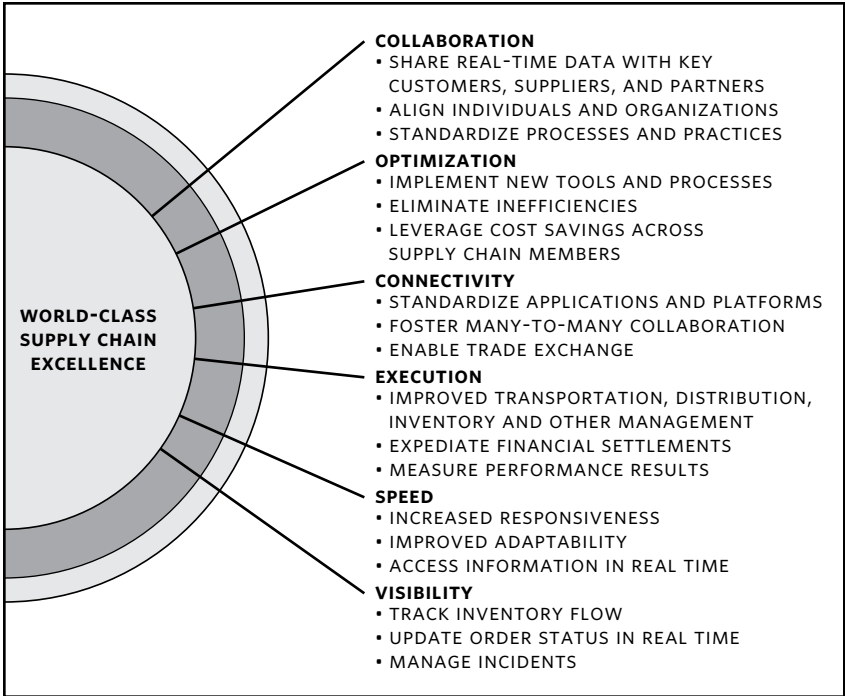 WORLD-CLASS
SUPPLY CHAIN
EXCELLENCE
COLLABORATION
• SHARE REAL-TIME DATA WITH KEY
CUSTOMERS, SUPPLIERS, AND PARTNERS
• ALIGN INDIVIDUALS AND ORGANIZATIONS
• STANDARDIZE PROCESSES AND PRACTICES
OPTIMIZATION
• IMPLEMENT NEW TOOLS AND PROCESSES
• ELIMINATE INEFFICIENCIES
• LEVERAGE COST SAVINGS ACROSS
SUPPLY CHAIN MEMBERS
CONNECTIVITY
• STANDARDIZE APPLICATIONS AND PLATFORMS
• FOSTER MANY-TO-MANY COLLABORATION
• ENABLE TRADE EXCHANGE
EXECUTION
• IMPROVED TRANSPORTATION, DISTRIBUTION,
INVENTORY AND OTHER MANAGEMENT
• EXPEDIATE FINANCIAL SETTLEMENTS
• MEASURE PERFORMANCE RESULTS
SPEED
• INCREASED RESPONSIVENESS
• IMPROVED ADAPTABILITY
• ACCESS INFORMATION IN REAL TIME
VISIBILITY
• TRACK INVENTORY FLOW
• UPDATE ORDER STATUS IN REAL TIME
• MANAGE INCIDENTS